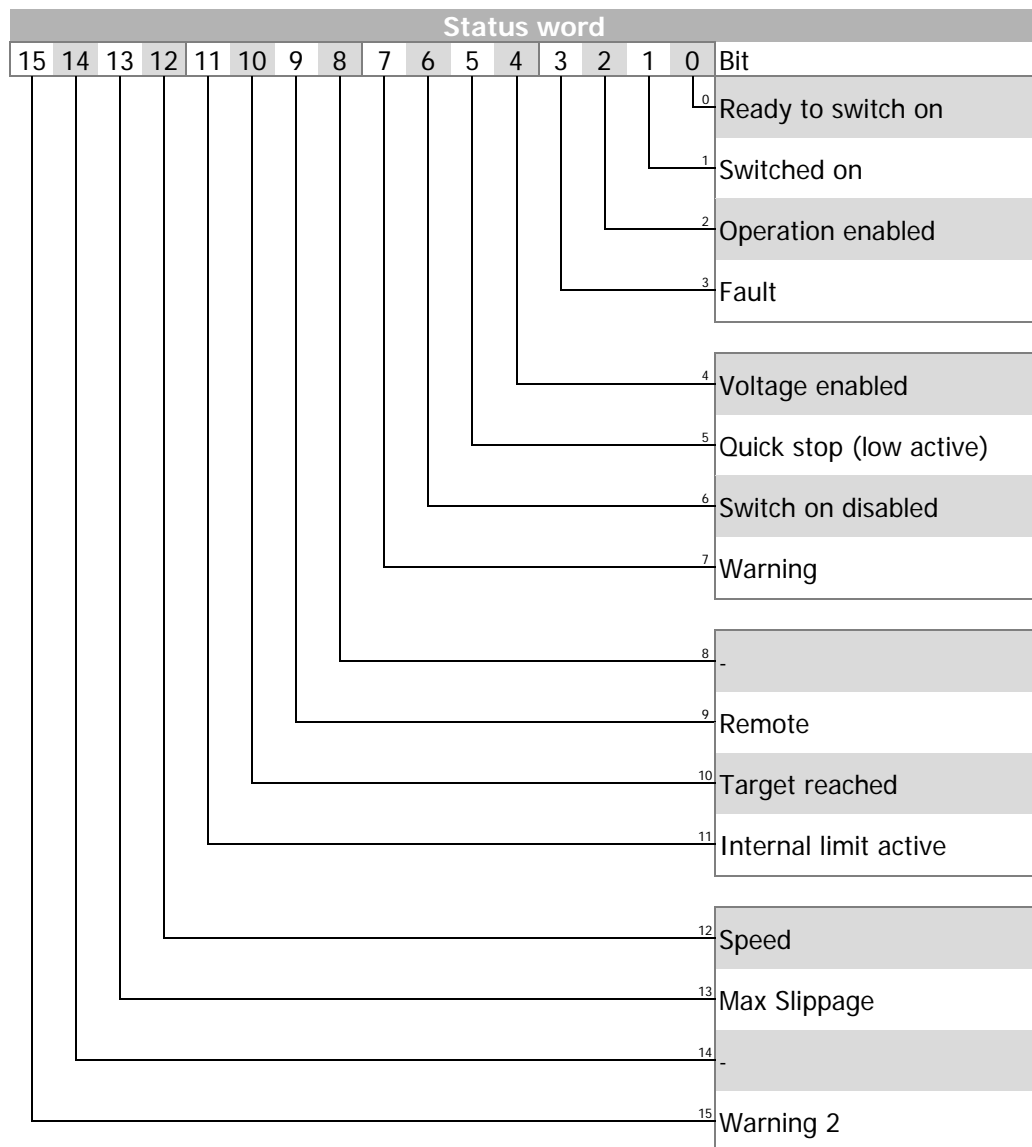 Status word
15 14 13 12 11 10 9 8 7 6 5 4 3 2 1 0 Bit
0 Ready to switch on
1 Switched on
2 Operation enabled
3 Fault
4 Voltage enabled
5 Quick stop (low active)
6 Switch on disabled
7 Warning
8 -
9 Remote
10 Target reached
11 Internal limit active
12 Speed
13 Max Slippage
14 -
15 Warning 2